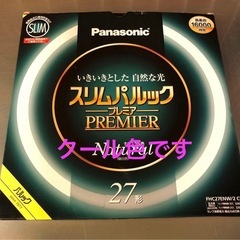 Panasonic
SLIM
16000
いきいきとした 自然な光
スリムパルック
プレミア
PREMIER
Natural
クール色です
27形
パルック